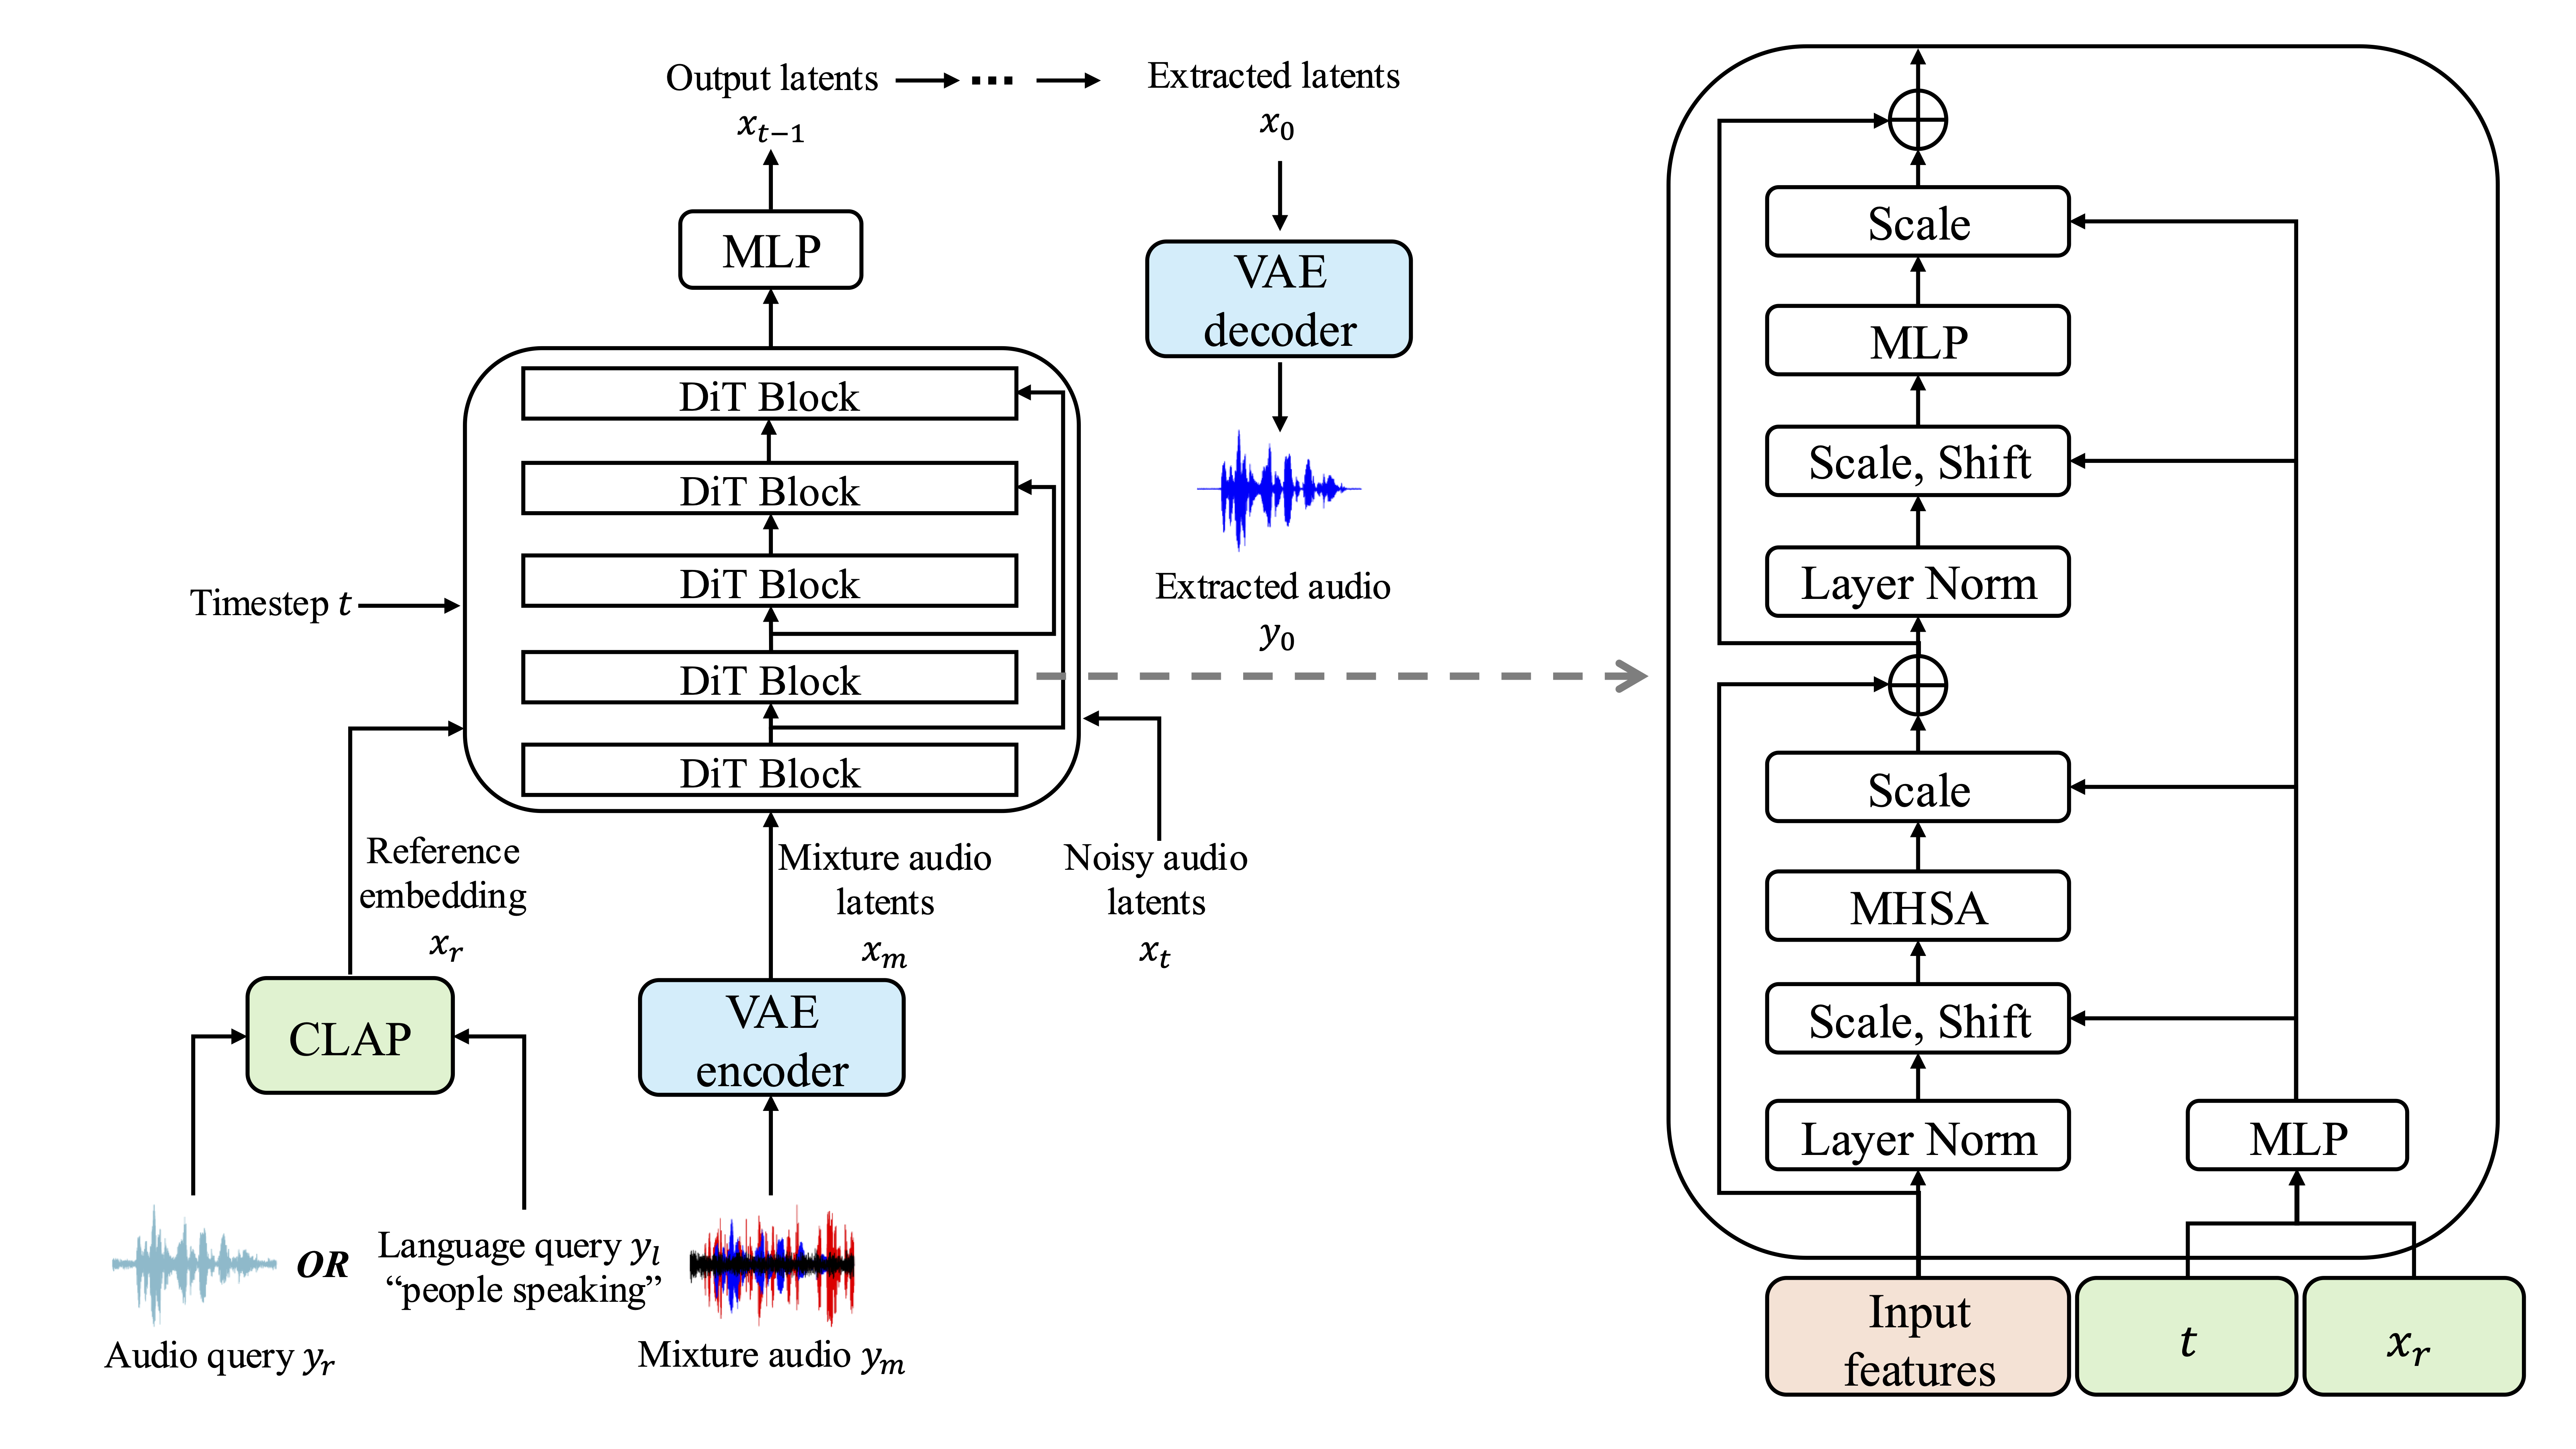 Output latents
x_{t-1}
...
Extracted latents
x_0
MLP
VAE
decoder
DiT Block
DiT Block
DiT Block
DiT Block
DiT Block
Timestep t
Extracted audio
y_0
Reference
embedding
x_r
Mixture audio
latents
x_m
Noisy audio
latents
x_t
CLAP
VAE
encoder
OR
Language query y_l
“people speaking”
Audio query y_r
Mixture audio y_m
Scale
MLP
Scale, Shift
Layer Norm
Scale
MHSA
Scale, Shift
Layer Norm
MLP
Input
features
t
x_r